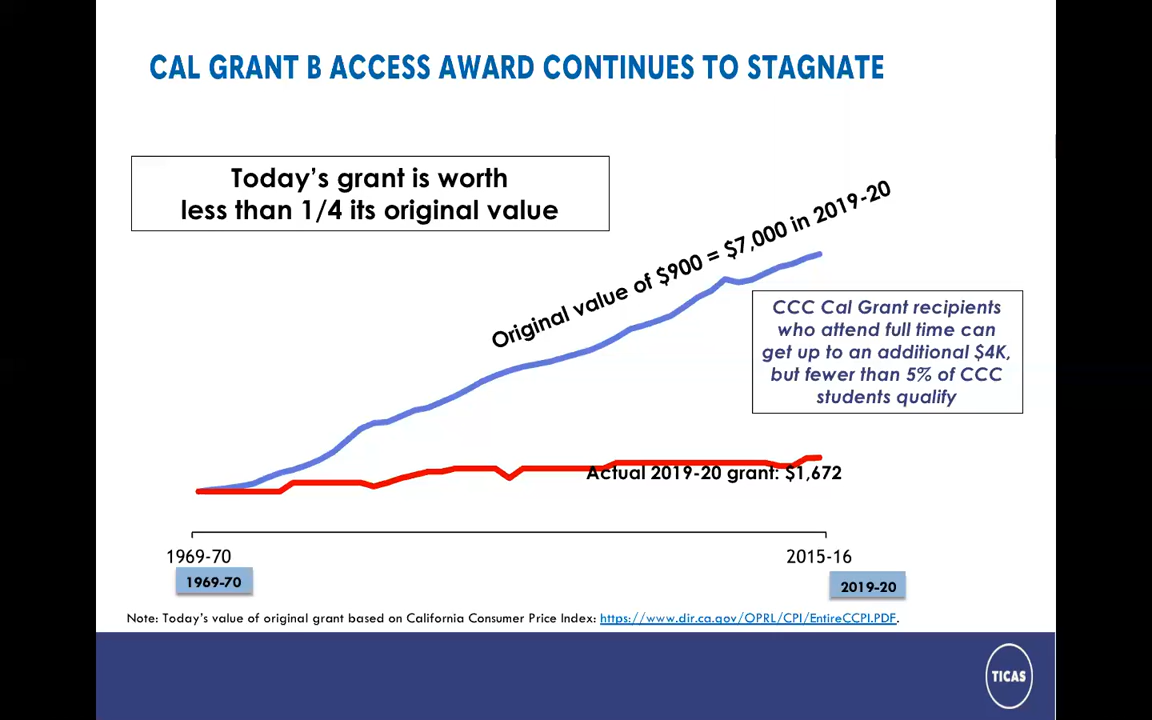 CAL GRANT B ACCESS AWARD CONTINUES TO STAGNATE
Today's grant is worth
less than 1/4 its original value
Original value of $900 = $7,000 in 2019-20
CCC Cal Grant recipients
who attend full time can
get up to an additional $4K,
but fewer than 5% of CCC
students qualify
Actual 2019-20 grant: $1,672
1969-70
2015-16
1969-70
2019-20
Note: Today's value of original grant based on California Consumer Price Index: https://www.dir.ca.gov/OPRL/CPI/EntireCCPI.PDF.
TICAS